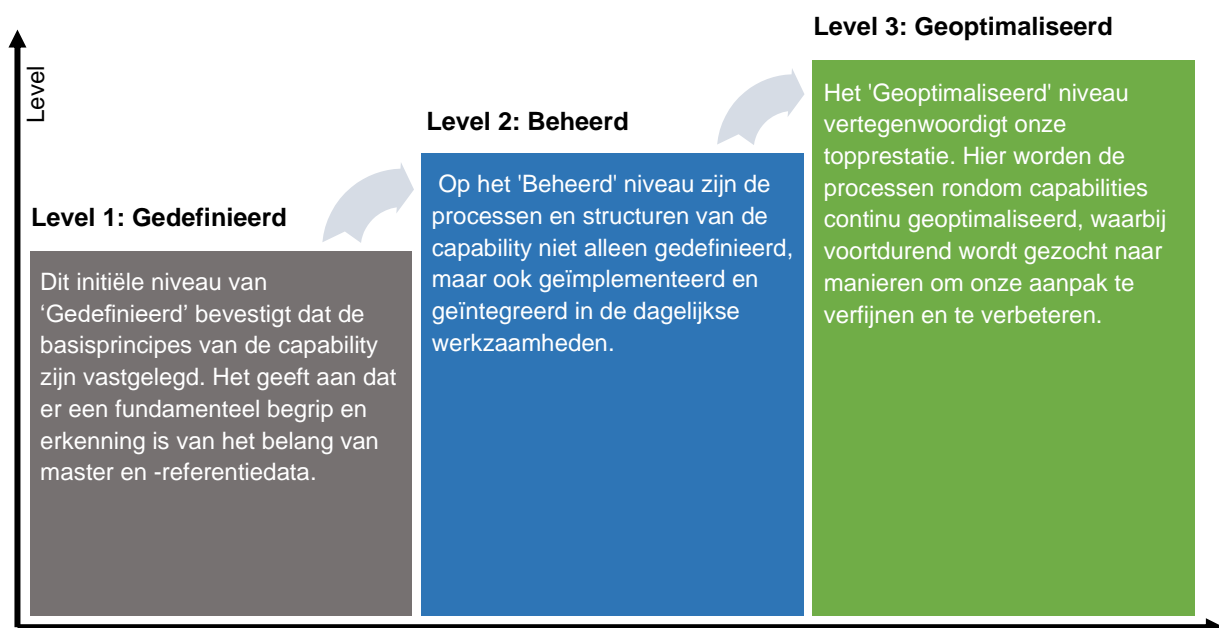 Level
Level 1: Gedefinieerd
Dit initiële niveau van
‘Gedefinieerd’ bevestigt dat de
basisprincipes van de capability
zijn vastgelegd. Het geeft aan dat
er een fundamenteel begrip en
erkenning is van het belang van
master en -referentiedata.
Level 2: Beheerd
Op het 'Beheerd' niveau zijn de
processen en structuren van de
capability niet alleen gedefinieerd,
maar ook geïmplementeerd en
geïntegreerd in de dagelijkse
werkzaamheden.
Level 3: Geoptimaliseerd
Het 'Geoptimaliseerd' niveau
vertegenwoordigt onze
topprestatie. Hier worden de
processen rondom capabilities
continu geoptimaliseerd, waarbij
voortdurend wordt gezocht naar
manieren om onze aanpak te
verfijnen en te verbeteren.